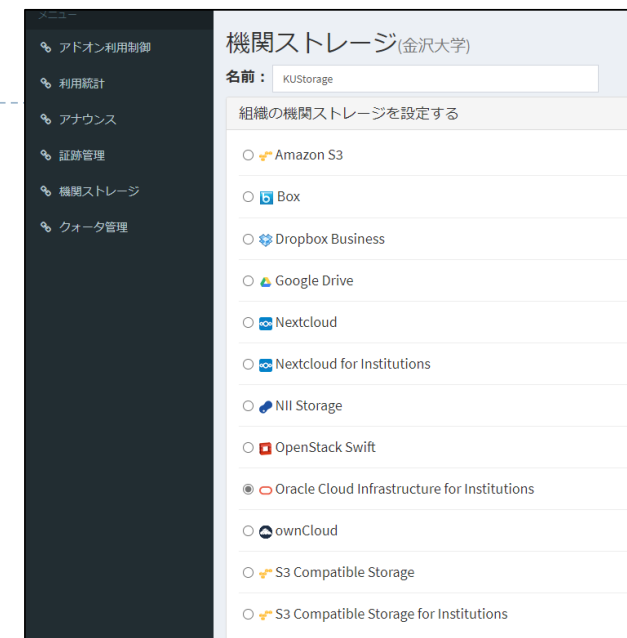 メニュー
アドオン利用制御
利用統計
アナウンス
証跡管理
機関ストレージ
クォータ管理
機関ストレージ(金沢大学)
名前： KUStorage
組織の機関ストレージを設定する
Amazon S3
Box
Dropbox Business
Google Drive
Nextcloud
Nextcloud for Institutions
NII Storage
OpenStack Swift
Oracle Cloud Infrastructure for Institutions
ownCloud
S3 Compatible Storage
S3 Compatible Storage for Institutions